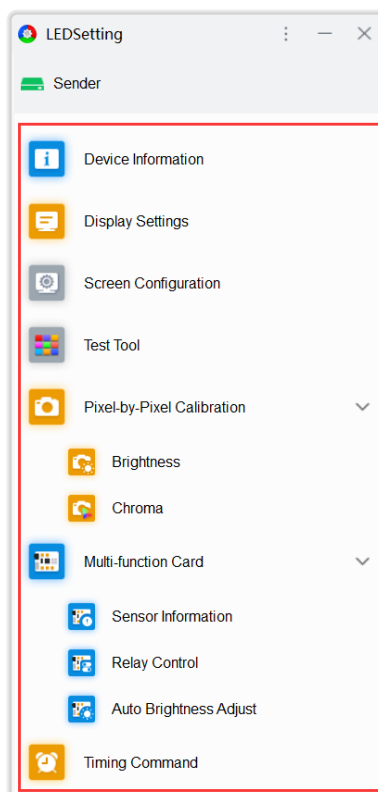 LEDSetting
Sender
Device Information
Display Settings
Screen Configuration
Test Tool
Pixel-by-Pixel Calibration
Brightness
Chroma
Multi-function Card
Sensor Information
Relay Control
Auto Brightness Adjust
Timing Command